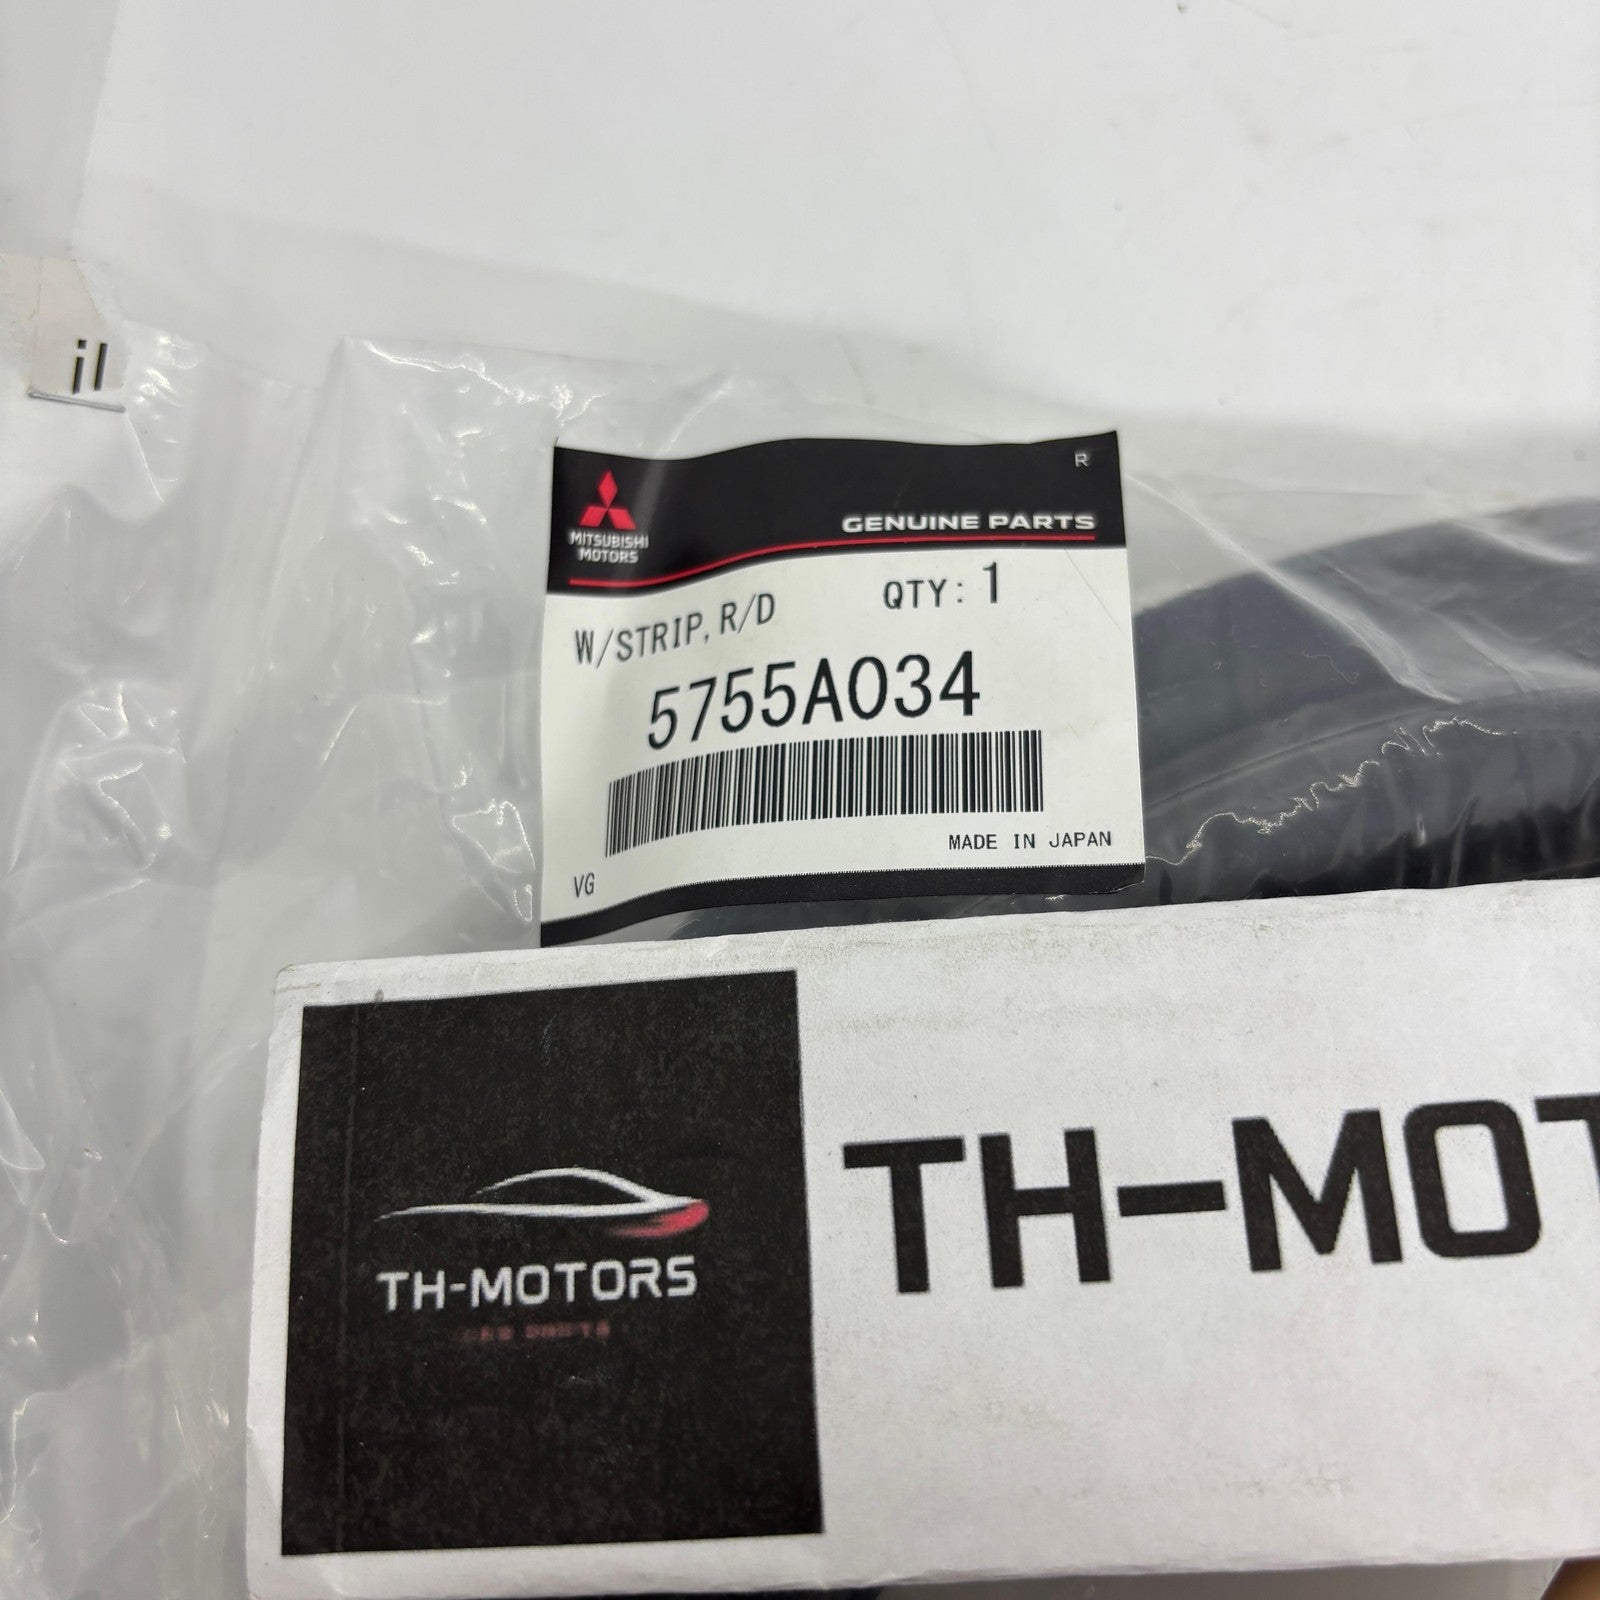 il
R
MITSUBISHI
MOTORS
GENUINE PARTS
W/STRIP, R/D QTY: 1
5755A034
MADE IN JAPAN
VG
TH-MOTORS
TH-MOT